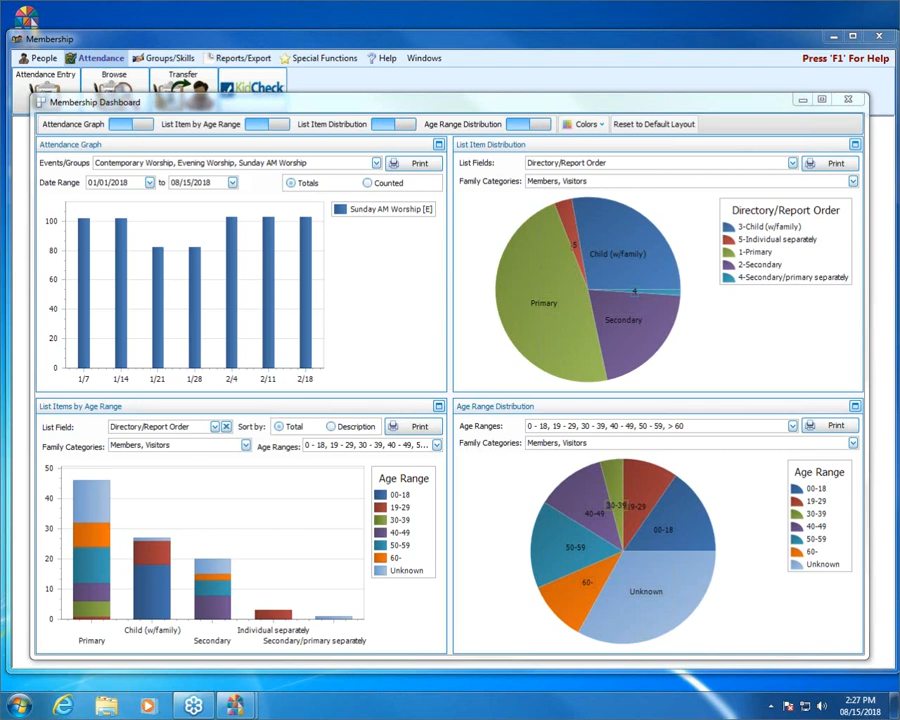 Membership
People Attendance Groups/Skills Reports/Export Special Functions Help Windows Press 'F1' For Help
Attendance Entry Browse Transfer KidCheck
Membership Dashboard
Attendance Graph List Item by Age Range List Item Distribution Age Range Distribution Colors Reset to Default Layout
Attendance Graph
Events/Groups Contemporary Worship, Evening Worship, Sunday AM Worship Print
Date Range 01/01/2018 to 08/15/2018 Totals Counted
Sunday AM Worship [E]
100
80
60
40
20
0
1/7 1/14 1/21 1/28 2/4 2/11 2/18
List Item Distribution
List Fields: Directory/Report Order Print
Family Categories: Members, Visitors
5
Child (w/family)
4
Primary
Secondary
Directory/Report Order
3-Child (w/family)
5-Individual separately
1-Primary
2-Secondary
4-Secondary/primary separately
List Items by Age Range
List Field: Directory/Report Order Sort by: Total Description Print
Family Categories: Members, Visitors Age Ranges: 0 - 18, 19 - 29, 30 - 39, 40 - 49, 5...
50
40
30
20
10
0
Primary Child (w/family) Secondary Individual separately Secondary/primary separately
Age Range
00-18
19-29
30-39
40-49
50-59
60-
Unknown
Age Range Distribution
Age Ranges: 0 - 18, 19 - 29, 30 - 39, 40 - 49, 50 - 59, > 60 Print
Family Categories: Members, Visitors
40-49 30-39 19-29
00-18
50-59
60-
Unknown
Age Range
00-18
19-29
30-39
40-49
50-59
60-
Unknown
2:27 PM
08/15/2018